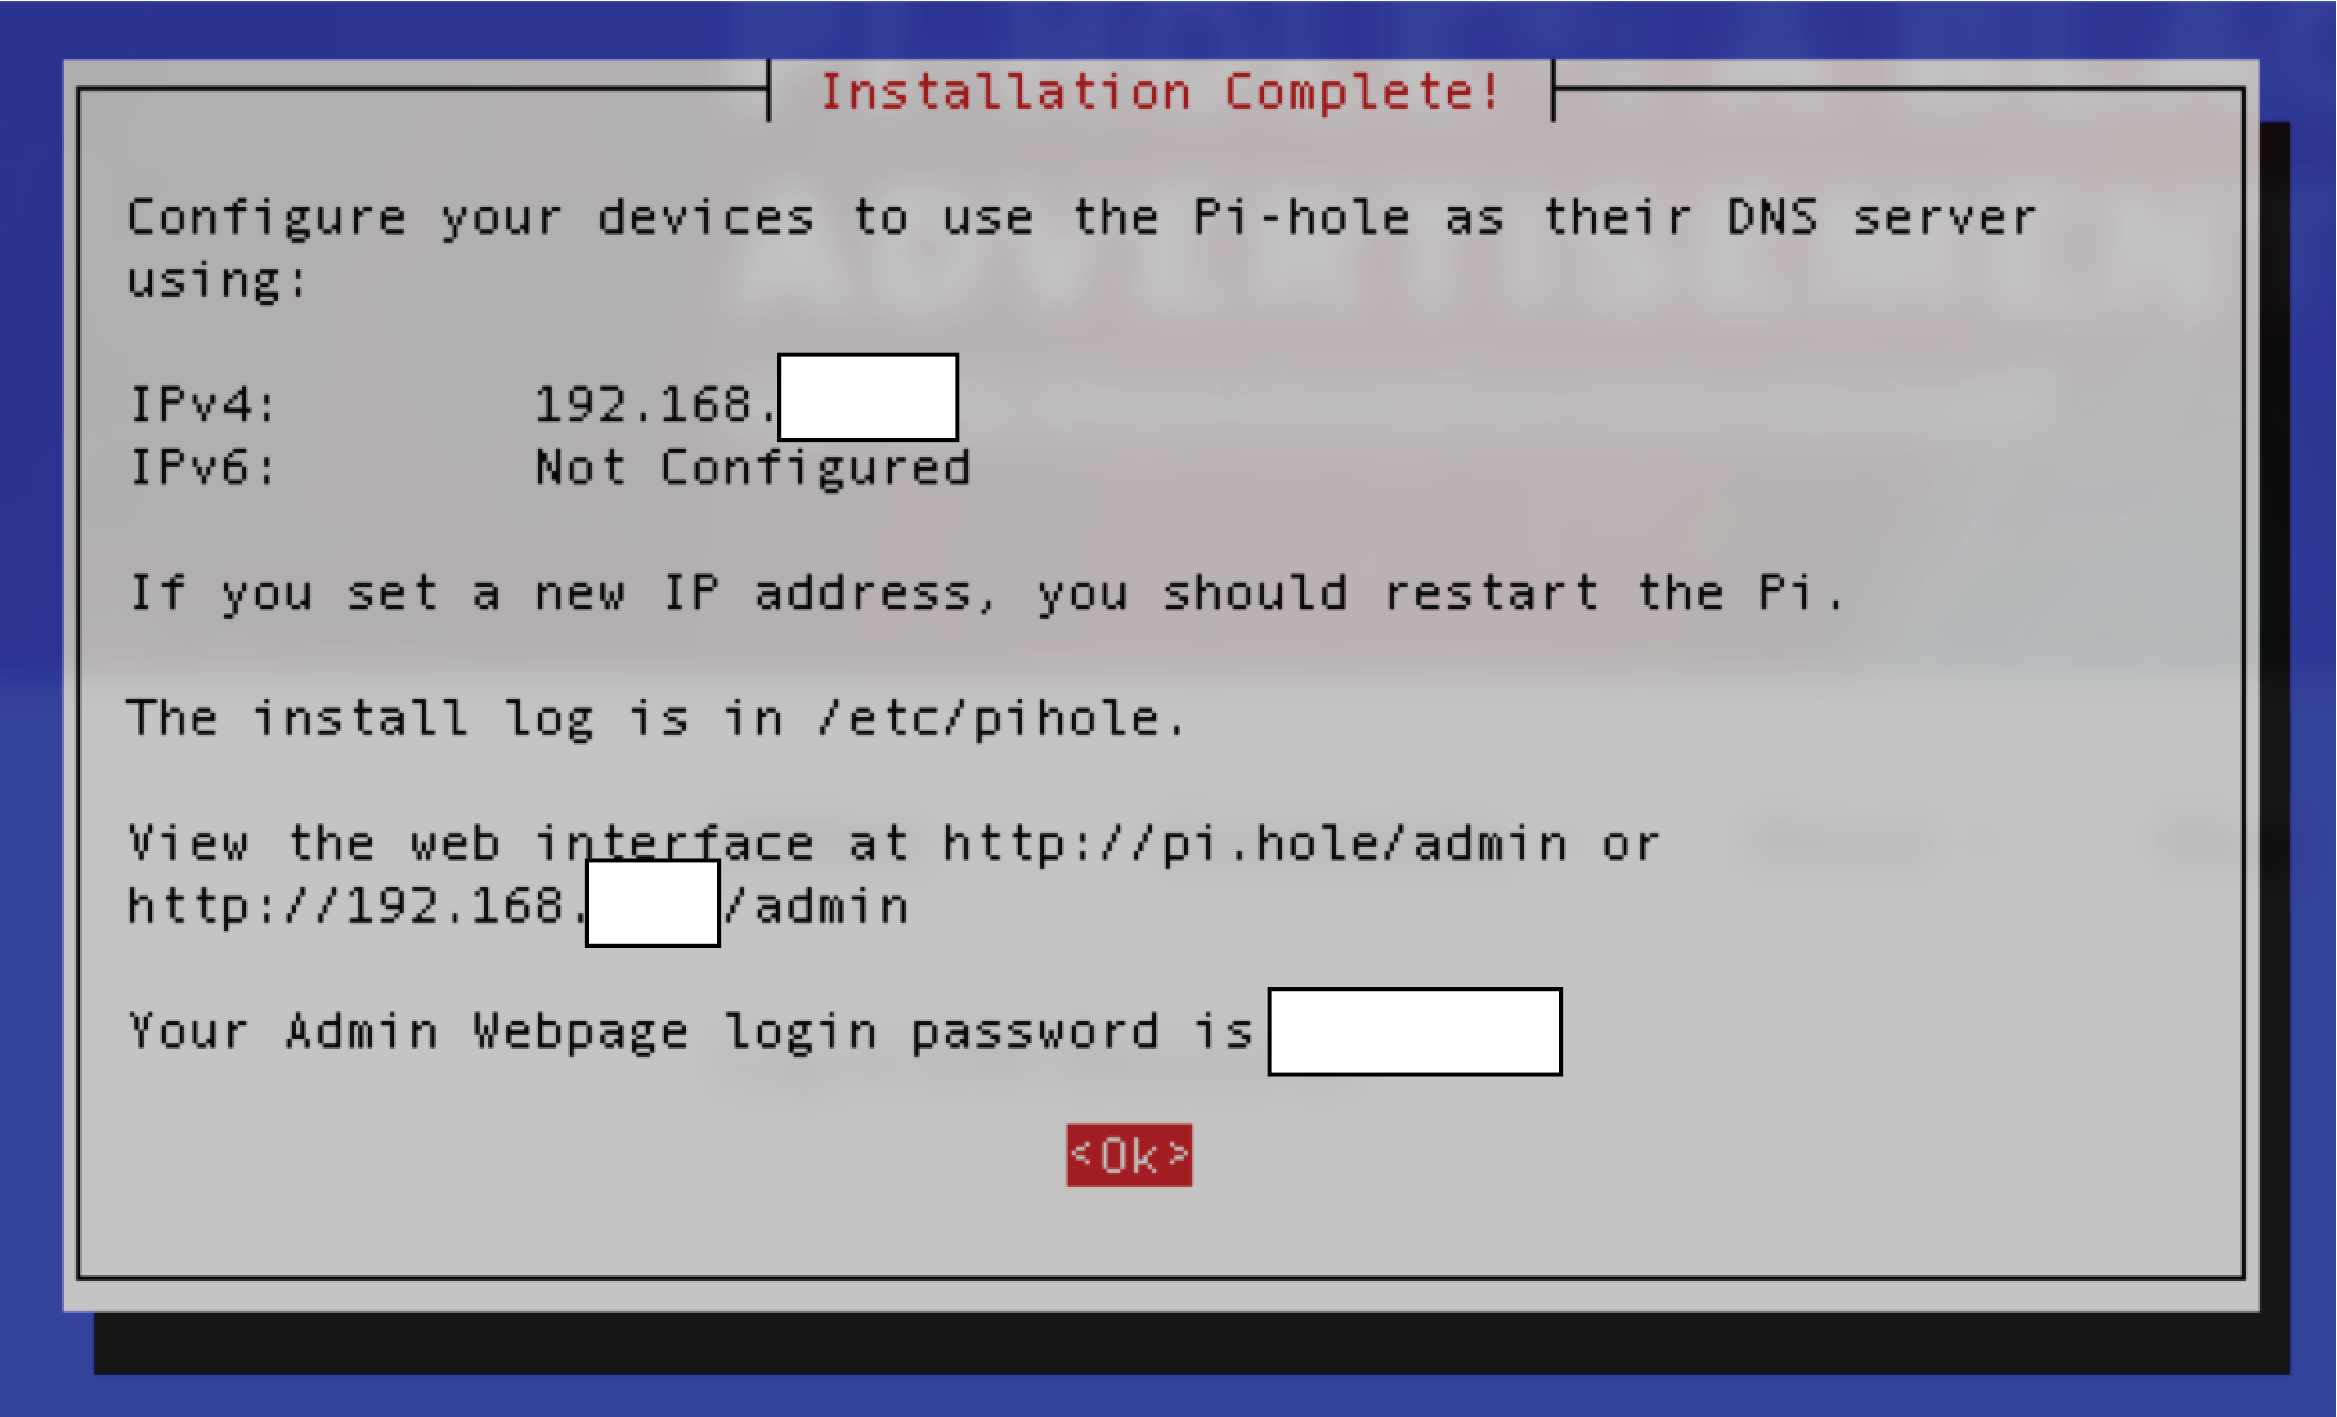 Installation Complete!
Configure your devices to use the Pi-hole as their DNS server
using:
IPv4: 192.168.
IPv6: Not Configured
If you set a new IP address, you should restart the Pi.
The install log is in /etc/pihole.
View the web interface at http://pi.hole/admin or
http://192.168. /admin
Your Admin Webpage login password is
<Ok>